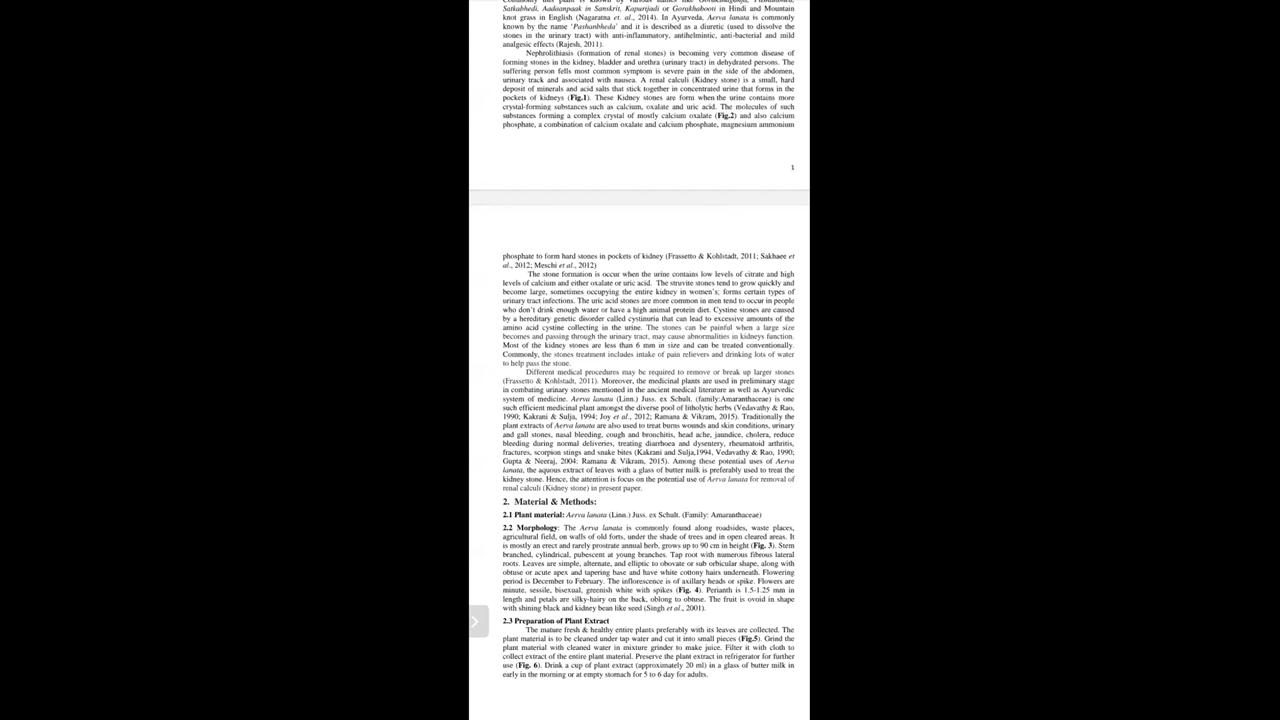 Commonly this plant is known by various names like Gorakshaganja, Pashanbheda,
Satkabhedi, Aadaanpaak in Sanskrit, Kapurijadi or Gorakhabooti in Hindi and Mountain
knot grass in English (Nagaratna et. al., 2014). In Ayurveda, Aerva lanata is commonly
known by the name 'Pashanbheda' and it is described as a diuretic (used to dissolve the
stones in the urinary tract) with anti-inflammatory, antihelmintic, anti-bacterial and mild
analgesic effects (Rajesh, 2011).
Nephrolithiasis (formation of renal stones) is becoming very common disease of
forming stones in the kidney, bladder and urethra (urinary tract) in dehydrated persons. The
suffering person fells most common symptom is severe pain in the side of the abdomen,
urinary track and associated with nausea. A renal calculi (Kidney stone) is a small, hard
deposit of minerals and acid salts that stick together in concentrated urine that forms in the
pockets of kidneys (Fig.1). These Kidney stones are form when the urine contains more
crystal-forming substances such as calcium, oxalate and uric acid. The molecules of such
substances forming a complex crystal of mostly calcium oxalate (Fig.2) and also calcium
phosphate, a combination of calcium oxalate and calcium phosphate, magnesium ammonium
1
phosphate to form hard stones in pockets of kidney (Frassetto & Kohlstadt, 2011; Sakhaee et
al., 2012; Meschi et al., 2012)
The stone formation is occur when the urine contains low levels of citrate and high
levels of calcium and either oxalate or uric acid. The struvite stones tend to grow quickly and
become large, sometimes occupying the entire kidney in women's; forms certain types of
urinary tract infections. The uric acid stones are more common in men tend to occur in people
who don't drink enough water or have a high animal protein diet. Cystine stones are caused
by a hereditary genetic disorder called cystinuria that can lead to excessive amounts of the
amino acid cystine collecting in the urine. The stones can be painful when a large size
becomes and passing through the urinary tract, may cause abnormalities in kidneys function.
Most of the kidney stones are less than 6 mm in size and can be treated conventionally.
Commonly, the stones treatment includes intake of pain relievers and drinking lots of water
to help pass the stone.
Different medical procedures may be required to remove or break up larger stones
(Frassetto & Kohlstadt, 2011). Moreover, the medicinal plants are used in preliminary stage
in combating urinary stones mentioned in the ancient medical literature as well as Ayurvedic
system of medicine. Aerva lanata (Linn.) Juss. ex Schult. (family:Amaranthaceae) is one
such efficient medicinal plant amongst the diverse pool of litholytic herbs (Vedavathy & Rao,
1990; Kakrani & Sulja, 1994; Joy et al., 2012; Ramana & Vikram, 2015). Traditionally the
plant extracts of Aerva lanata are also used to treat burns wounds and skin conditions, urinary
and gall stones, nasal bleeding, cough and bronchitis, head ache, jaundice, cholera, reduce
bleeding during normal deliveries, treating diarrhoea and dysentery, rheumatoid arthritis,
fractures, scorpion stings and snake bites (Kakrani and Sulja,1994, Vedavathy & Rao, 1990;
Gupta & Neeraj, 2004: Ramana & Vikram, 2015). Among these potential uses of Aerva
lanata, the aquous extract of leaves with a glass of butter milk is preferably used to treat the
kidney stone. Hence, the attention is focus on the potential use of Aerva lanata for removal of
renal calculi (Kidney stone) in present paper.
2. Material & Methods:
2.1 Plant material: Aerva lanata (Linn.) Juss. ex Schult. (Family: Amaranthaceae)
2.2 Morphology: The Aerva lanata is commonly found along roadsides, waste places,
agricultural field, on walls of old forts, under the shade of trees and in open cleared areas. It
is mostly an erect and rarely prostrate annual herb, grows up to 90 cm in height (Fig. 3). Stem
branched, cylindrical, pubescent at young branches. Tap root with numerous fibrous lateral
roots. Leaves are simple, alternate, and elliptic to obovate or sub orbicular shape, along with
obtuse or acute apex and tapering base and have white cottony hairs underneath. Flowering
period is December to February. The inflorescence is of axillary heads or spike. Flowers are
minute, sessile, bisexual, greenish white with spikes (Fig. 4). Perianth is 1.5-1.25 mm in
length and petals are silky-hairy on the back, oblong to obtuse. The fruit is ovoid in shape
with shining black and kidney bean like seed (Singh et al., 2001).
2.3 Preparation of Plant Extract
The mature fresh & healthy entire plants preferably with its leaves are collected. The
plant material is to be cleaned under tap water and cut it into small pieces (Fig.5). Grind the
plant material with cleaned water in mixture grinder to make juice. Filter it with cloth to
collect extract of the entire plant material. Preserve the plant extract in refrigerator for further
use (Fig. 6). Drink a cup of plant extract (approximately 20 ml) in a glass of butter milk in
early in the morning or at empty stomach for 5 to 6 day for adults.